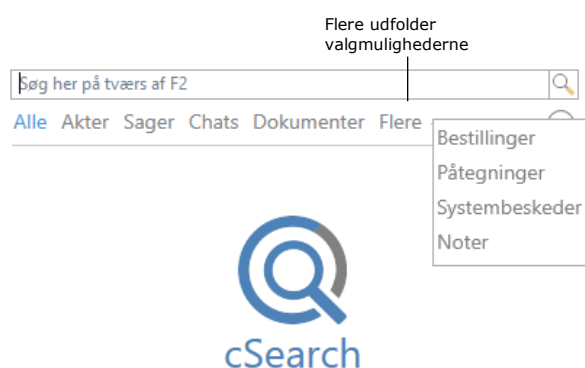 Flere udfolder
valgmulighederne
Søg her på tværs af F2
Alle Akter Sager Chats Dokumenter Flere
Bestillinger
Påtegninger
Systembeskeder
Noter
cSearch